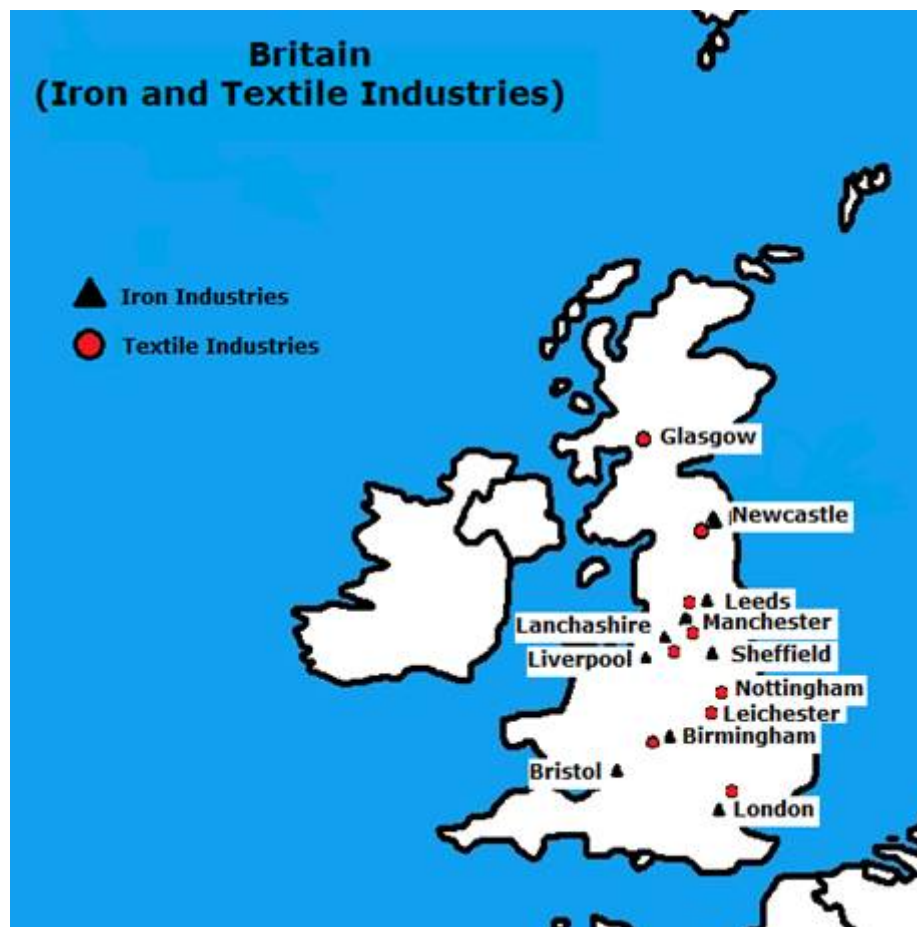 Britain
(Iron and Textile Industries)
Iron Industries
Textile Industries
Glasgow
Newcastle
Leeds
Manchester
Lanchashire
Liverpool
Sheffield
Nottingham
Leichester
Birmingham
Bristol
London